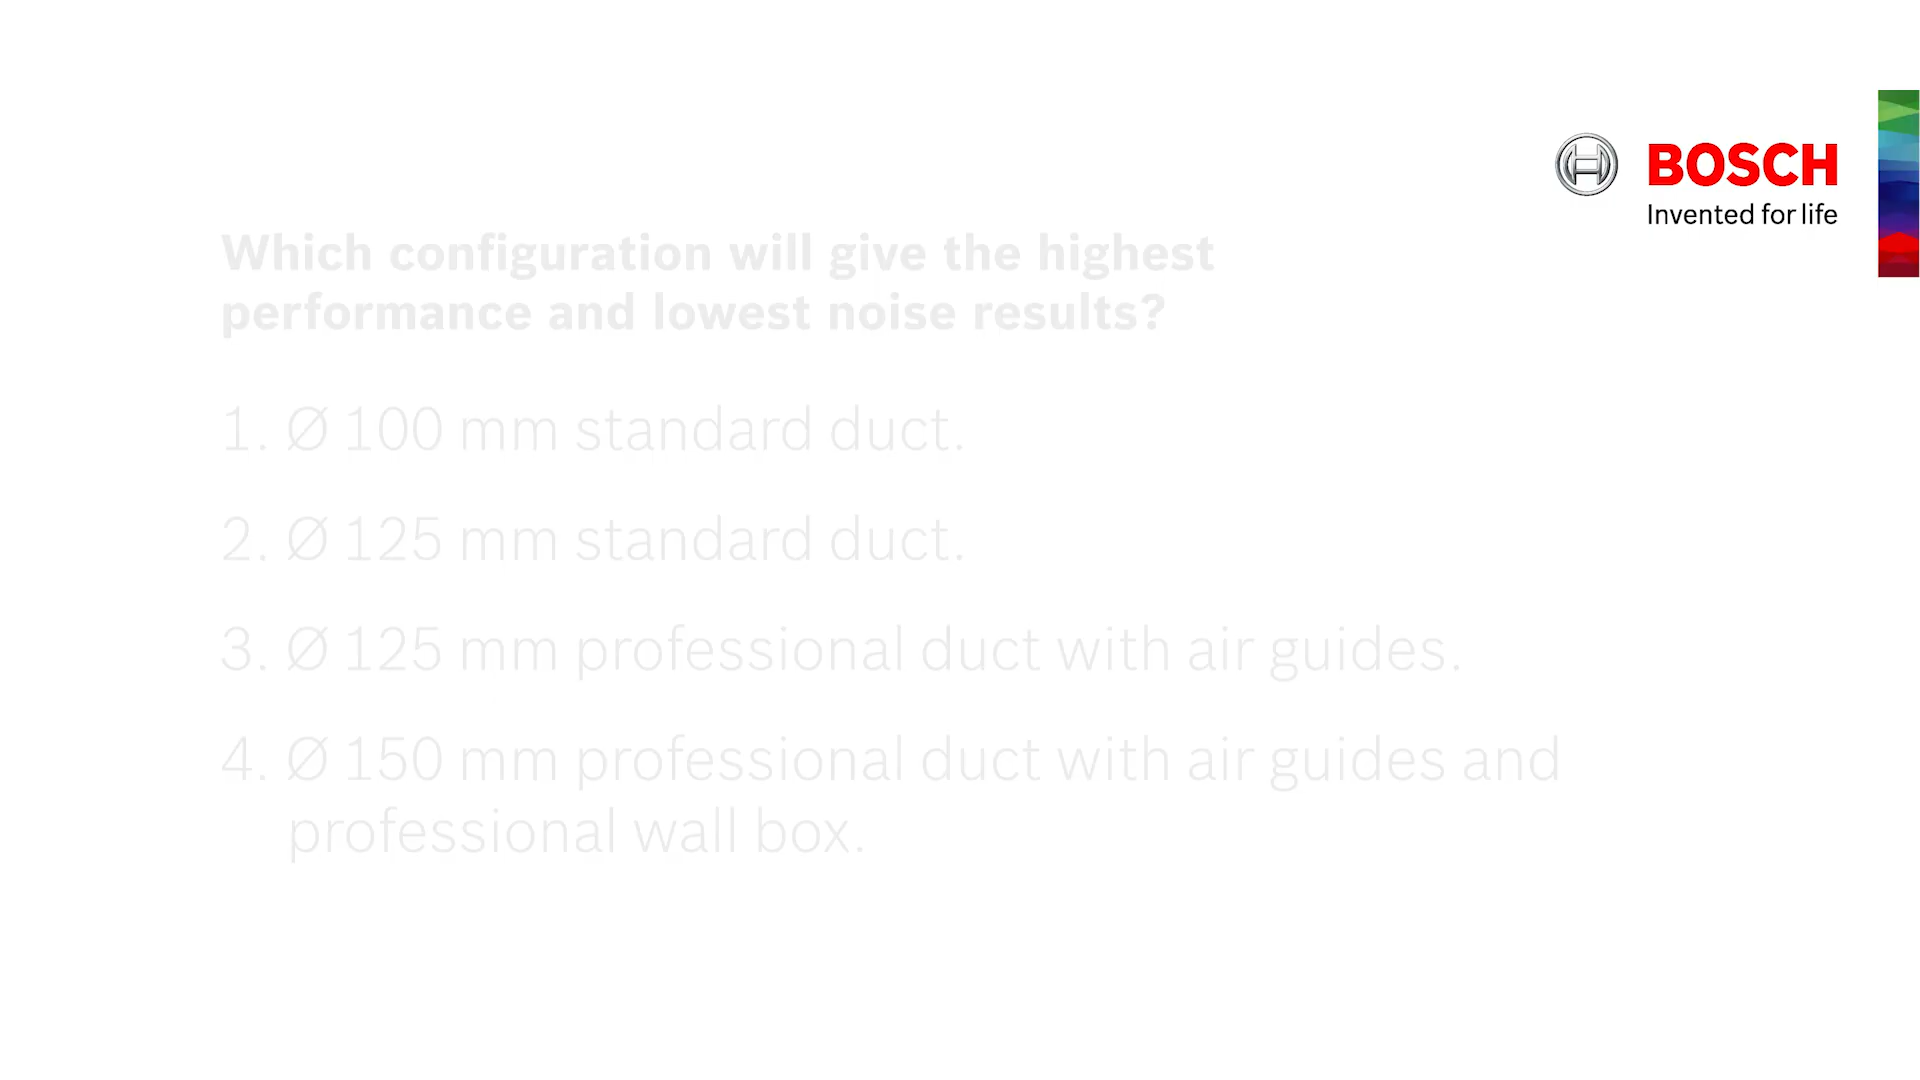 BOSCH
Invented for life
Which configuration will give the highest
performance and lowest noise results?
1. Ø 100 mm standard duct.
2. Ø 125 mm standard duct.
3. Ø 125 mm professional duct with air guides.
4. Ø 150 mm professional duct with air guides and
professional wall box.